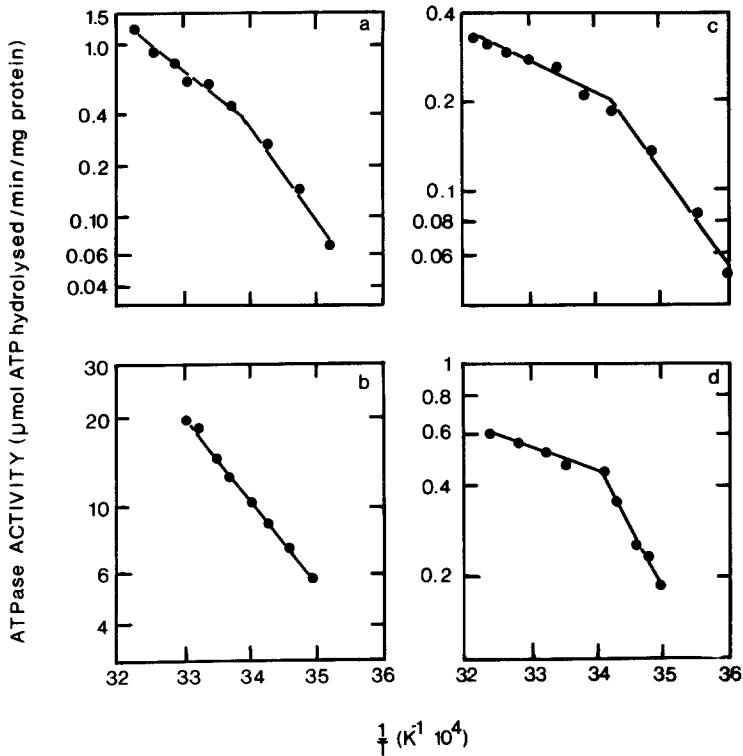 ATPase ACTIVITY (µmol ATP hydrolysed/min/mg protein)
a
1.5
1.0
0.4
0.2
0.10
0.06
0.04
c
0.4
0.2
0.1
0.08
0.06
b
30
20
10
6
4
32 33 34 35 36
d
1
0.8
0.6
0.4
0.2
32 33 34 35 36
1/T (K⁻¹ 10⁴)